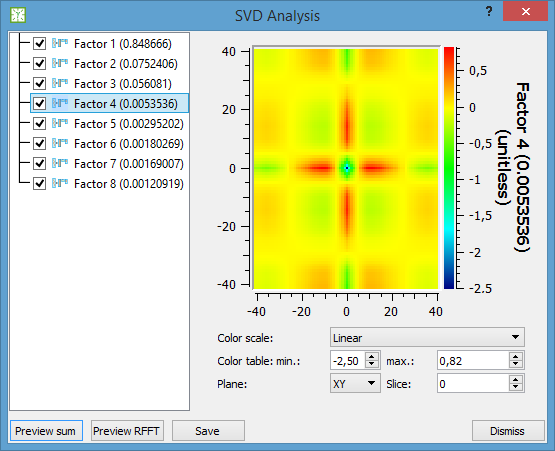 SVD Analysis
?
Factor 1 (0.848666)
Factor 2 (0.0752406)
Factor 3 (0.056081)
Factor 4 (0.0053536)
Factor 5 (0.00295202)
Factor 6 (0.00180269)
Factor 7 (0.00169007)
Factor 8 (0.00120919)
40
20
0
-20
-40
-40 -20 0 20 40
0,5
0
-0,5
-1
-1,5
-2
-2.5
Factor 4 (0.0053536)
(unitless)
Color scale: Linear
Color table: min.: -2,50 max.: 0,82
Plane: XY Slice: 0
Preview sum Preview RFFT Save Dismiss